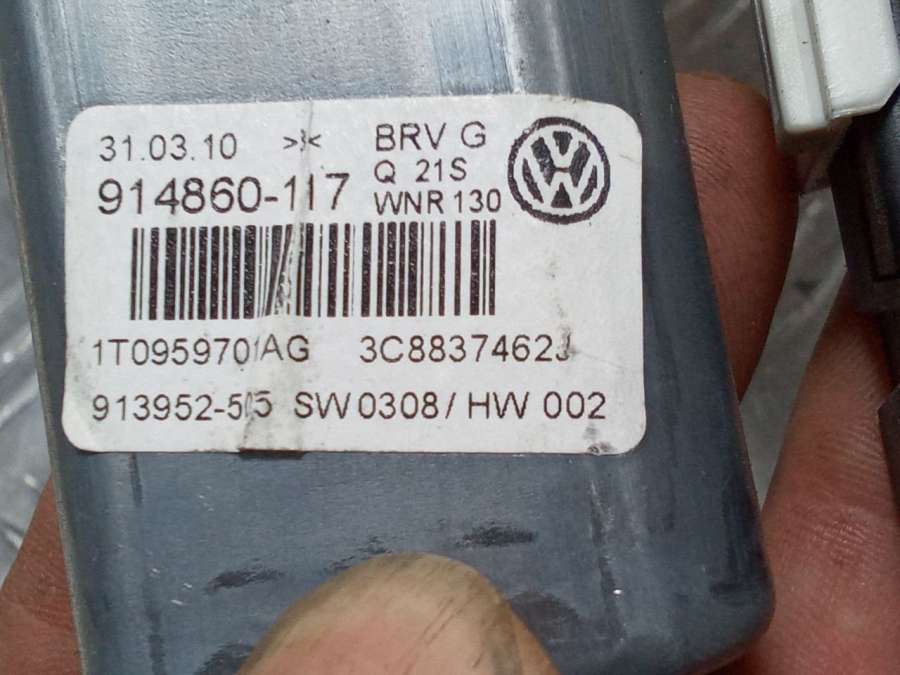 31.03.10 BRV G
Q 21S
914860-117 WNR 130
1T0959701AG 3C8837462J
913952-505 SW 0308/ HW 002